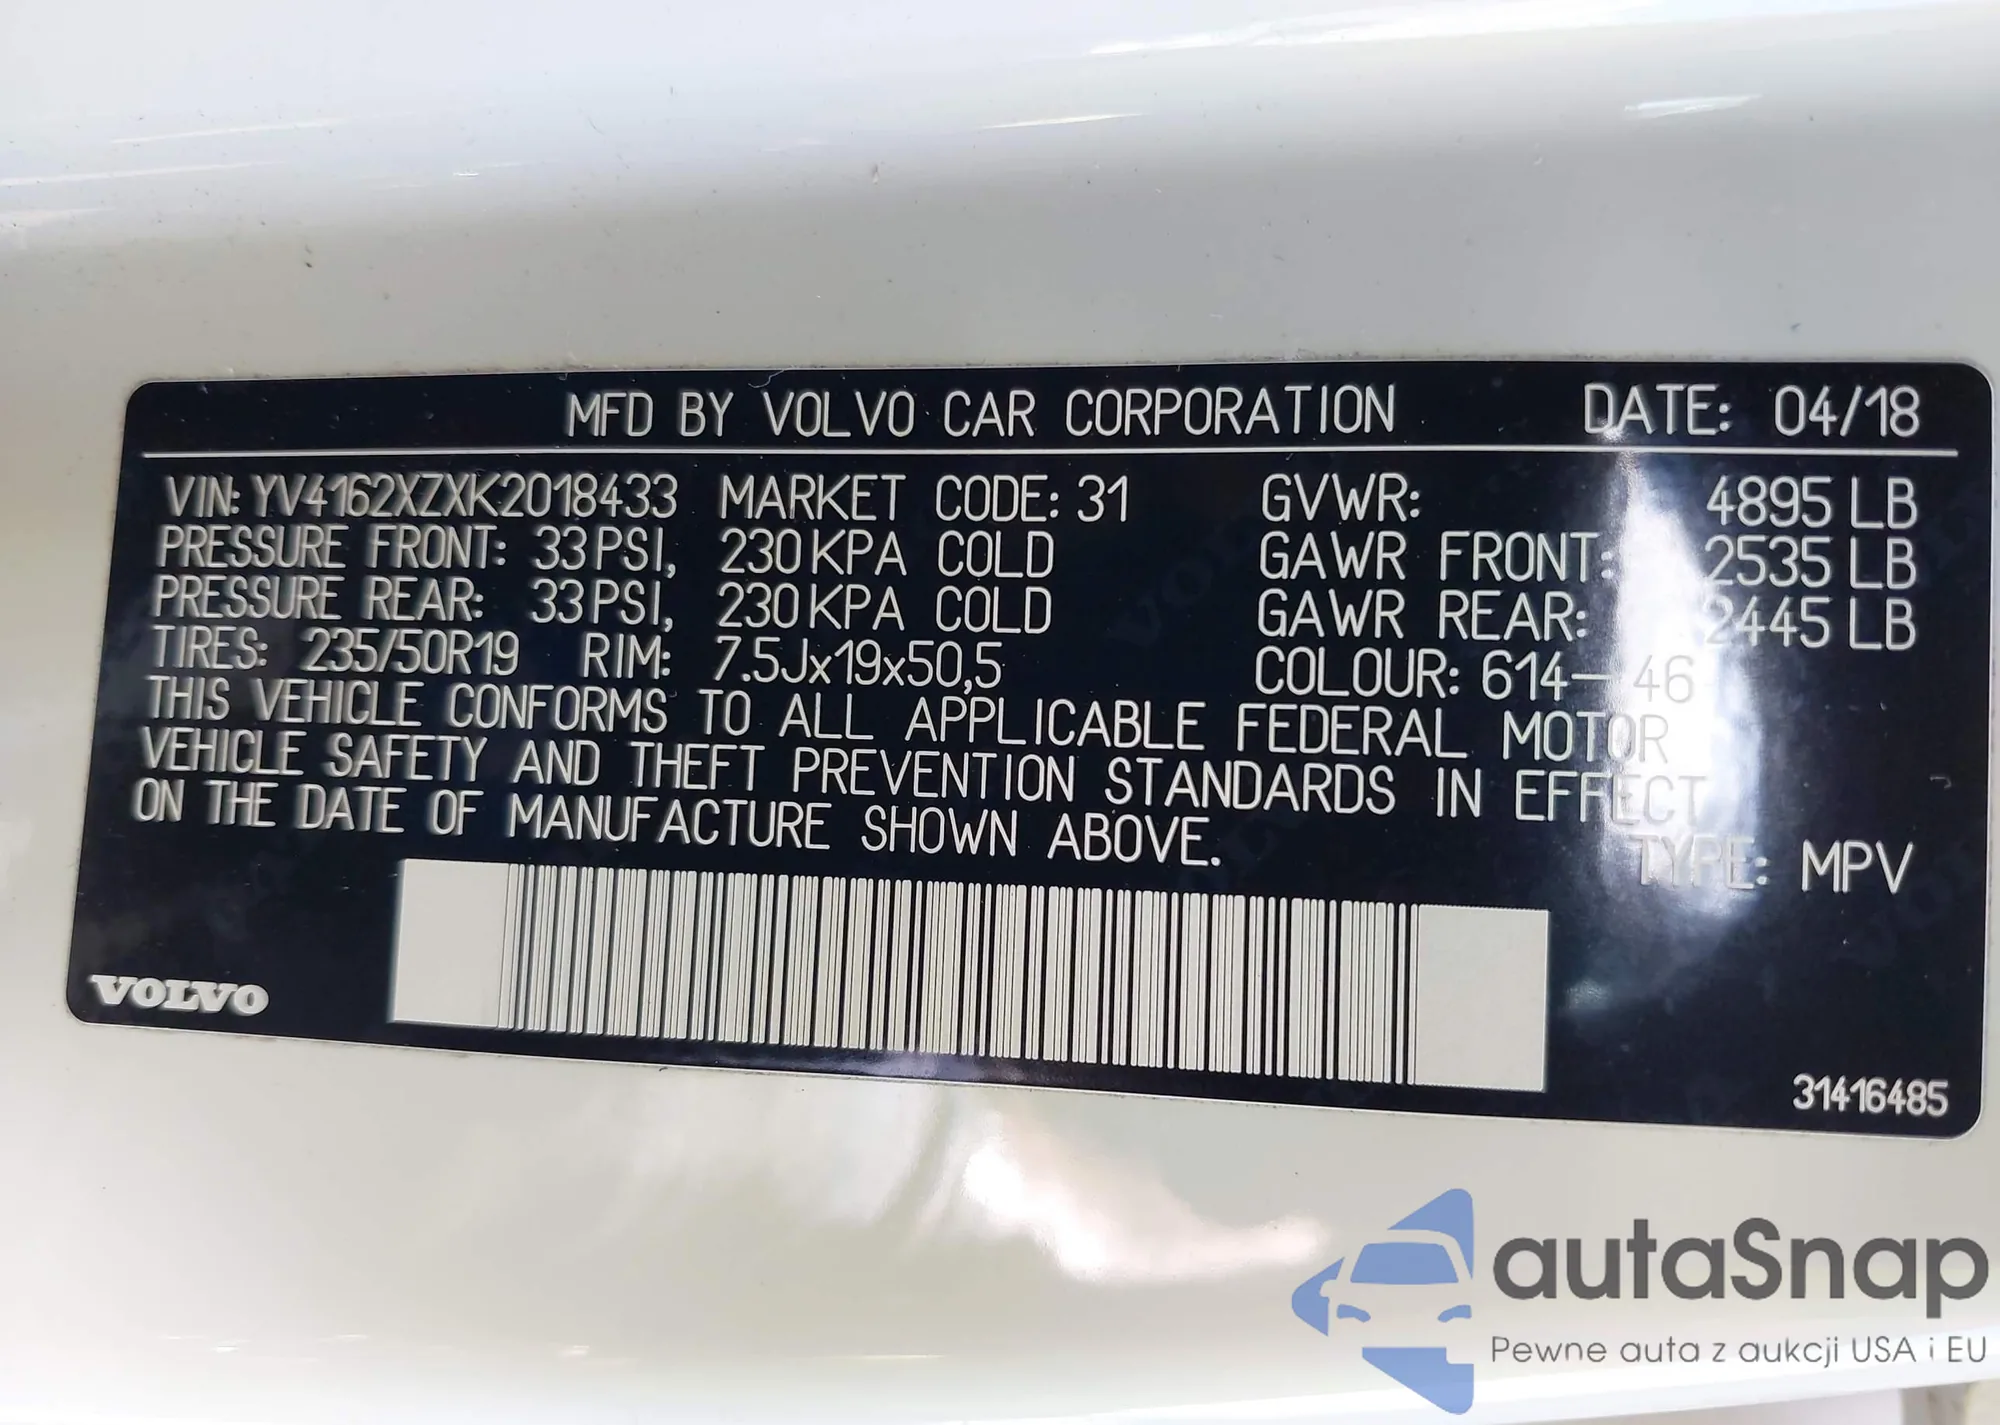 MFD BY VOLVO CAR CORPORATION DATE: 04/18
VIN: YV4162XZXK2018433 MARKET CODE: 31 GVWR: 4895 LB
PRESSURE FRONT: 33 PSI, 230 KPA COLD GAWR FRONT: 2535 LB
PRESSURE REAR: 33 PSI, 230 KPA COLD GAWR REAR: 2445 LB
TIRES: 235/50R19 RIM: 7.5Jx19x50,5 COLOUR: 614- 46
THIS VEHICLE CONFORMS TO ALL APPLICABLE FEDERAL MOTOR
VEHICLE SAFETY AND THEFT PREVENTION STANDARDS IN EFFECT
ON THE DATE OF MANUFACTURE SHOWN ABOVE.
TYPE: MPV
VOLVO
31416485
autaSnap
Pewne auta z aukcji USA i EU